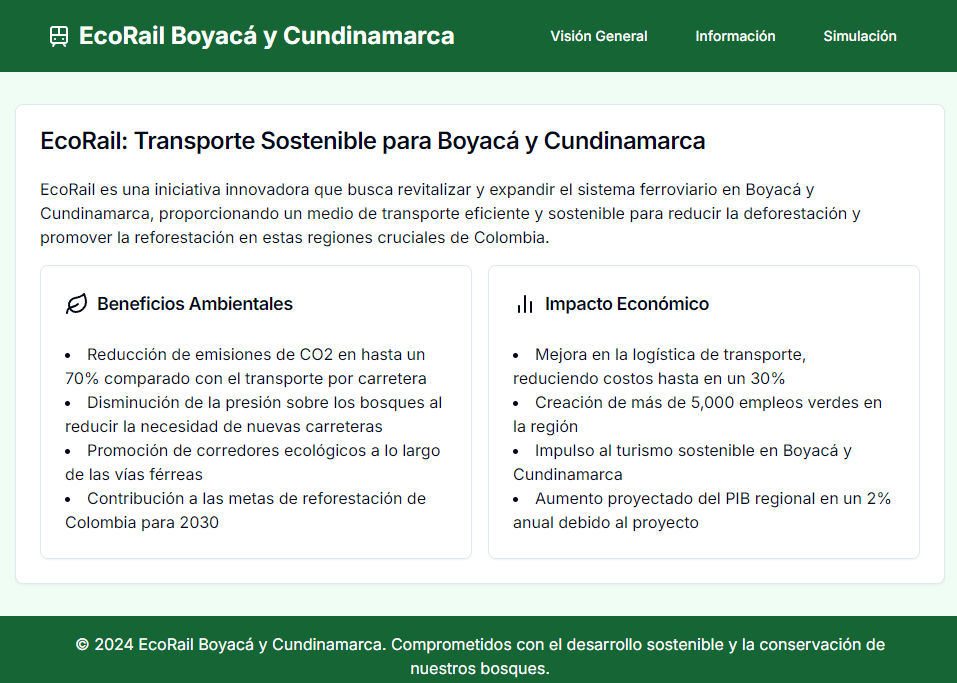 EcoRail Boyacá y Cundinamarca
Visión General
Información
Simulación
EcoRail: Transporte Sostenible para Boyacá y Cundinamarca
EcoRail es una iniciativa innovadora que busca revitalizar y expandir el sistema ferroviario en Boyacá y
Cundinamarca, proporcionando un medio de transporte eficiente y sostenible para reducir la deforestación y
promover la reforestación en estas regiones cruciales de Colombia.
Beneficios Ambientales
• Reducción de emisiones de CO2 en hasta un
70% comparado con el transporte por carretera
• Disminución de la presión sobre los bosques al
reducir la necesidad de nuevas carreteras
• Promoción de corredores ecológicos a lo largo
de las vías férreas
• Contribución a las metas de reforestación de
Colombia para 2030
Impacto Económico
• Mejora en la logística de transporte,
reduciendo costos hasta en un 30%
• Creación de más de 5,000 empleos verdes en
la región
• Impulso al turismo sostenible en Boyacá y
Cundinamarca
• Aumento proyectado del PIB regional en un 2%
anual debido al proyecto
© 2024 EcoRail Boyacá y Cundinamarca. Comprometidos con el desarrollo sostenible y la conservación de
nuestros bosques.